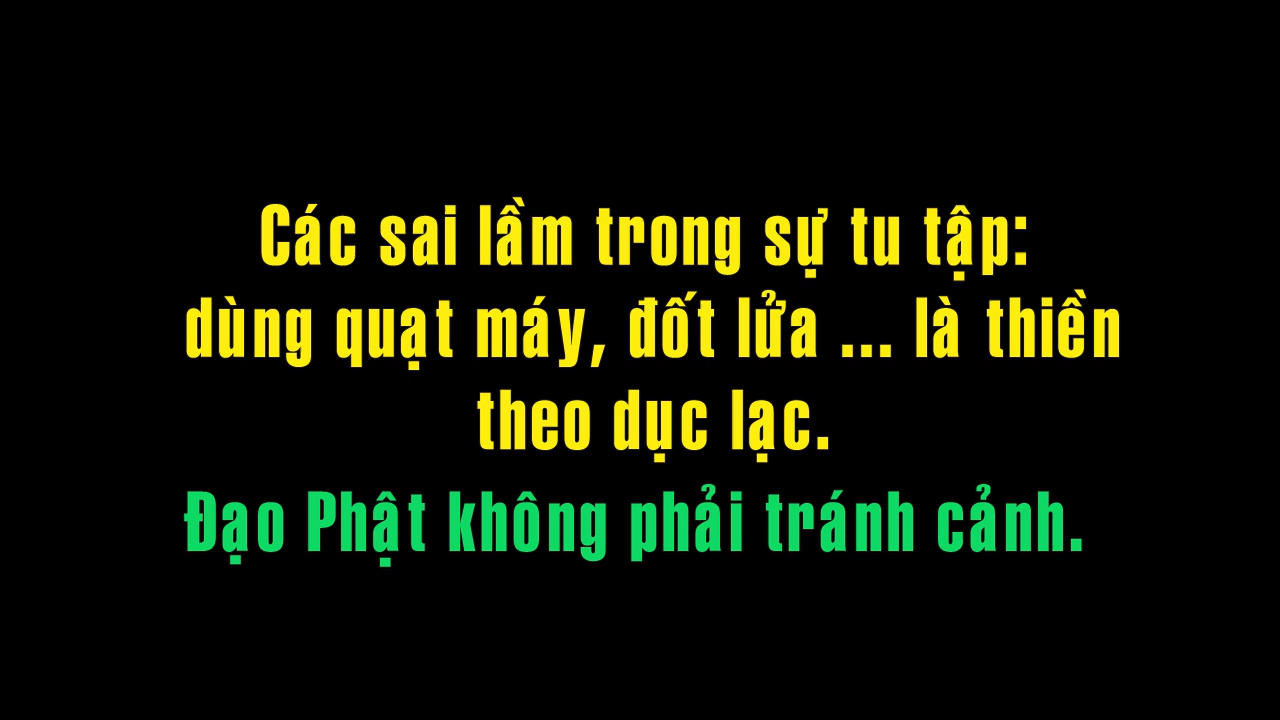 Các sai lầm trong sự tu tập:
dùng quạt máy, đốt lửa ... là thiền
theo dục lạc.
Đạo Phật không phải tránh cảnh.